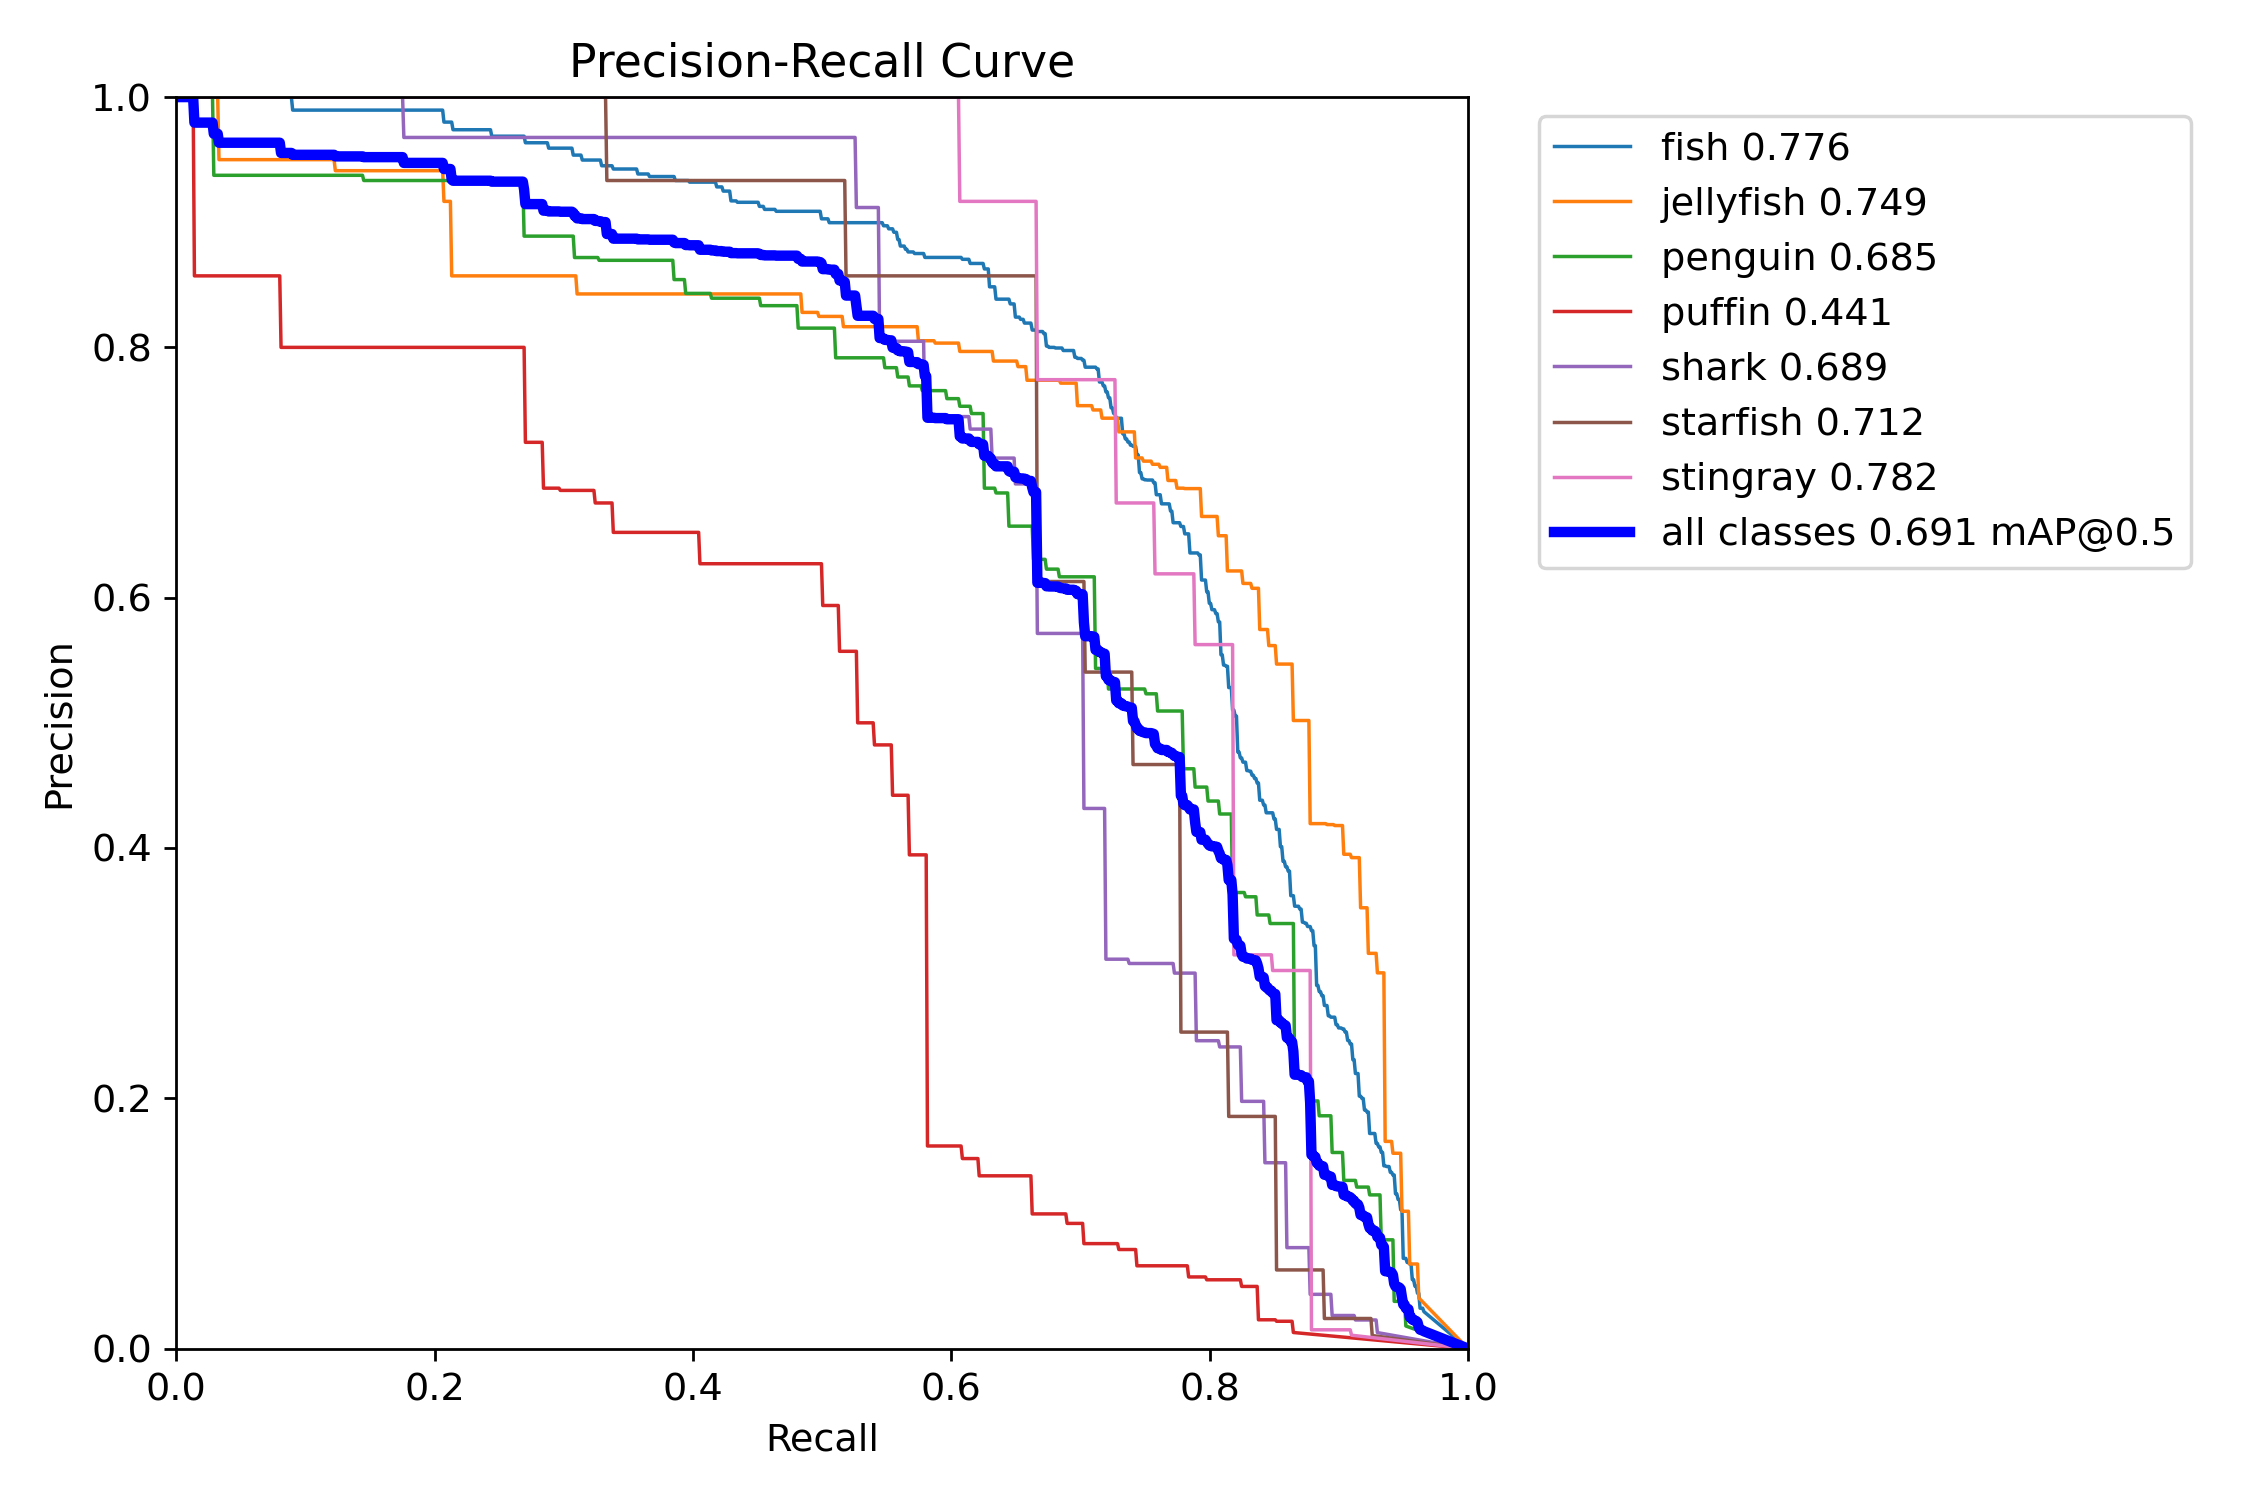 Precision-Recall Curve
1.0
0.8
0.6
0.4
0.2
0.0
Precision
0.0 0.2 0.4 0.6 0.8 1.0
Recall
fish 0.776
jellyfish 0.749
penguin 0.685
puffin 0.441
shark 0.689
starfish 0.712
stingray 0.782
all classes 0.691 mAP@0.5